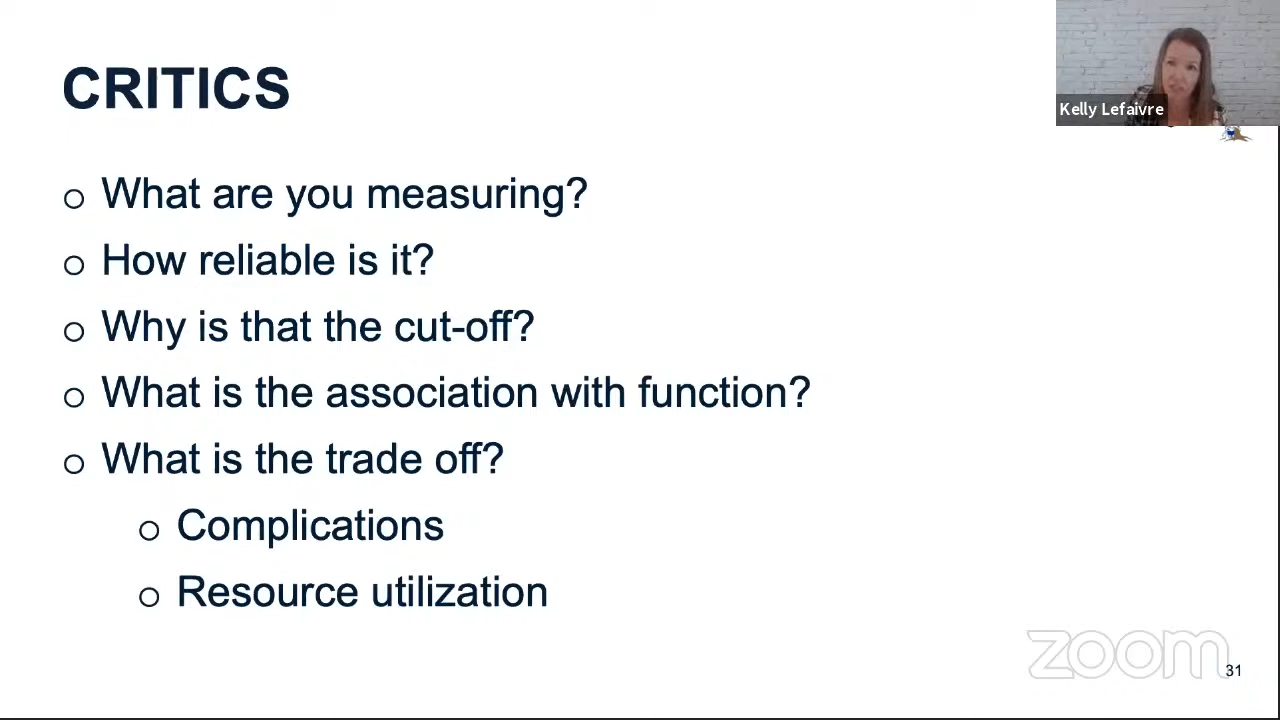 CRITICS
Kelly Lefaivre
o What are you measuring?
o How reliable is it?
o Why is that the cut-off?
o What is the association with function?
o What is the trade off?
o Complications
o Resource utilization
zoom
31